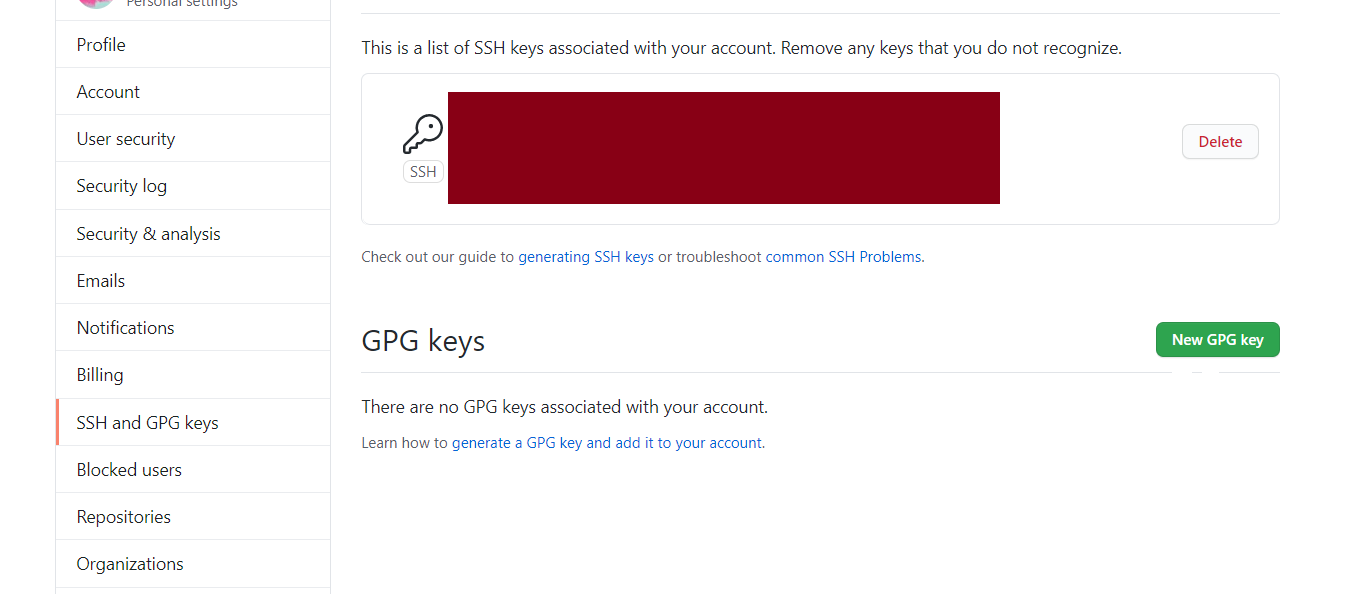 Personal settings
Profile
Account
User security
Security log
Security & analysis
Emails
Notifications
Billing
SSH and GPG keys
Blocked users
Repositories
Organizations
This is a list of SSH keys associated with your account. Remove any keys that you do not recognize.
SSH
Delete
Check out our guide to generating SSH keys or troubleshoot common SSH Problems.
GPG keys
New GPG key
There are no GPG keys associated with your account.
Learn how to generate a GPG key and add it to your account.